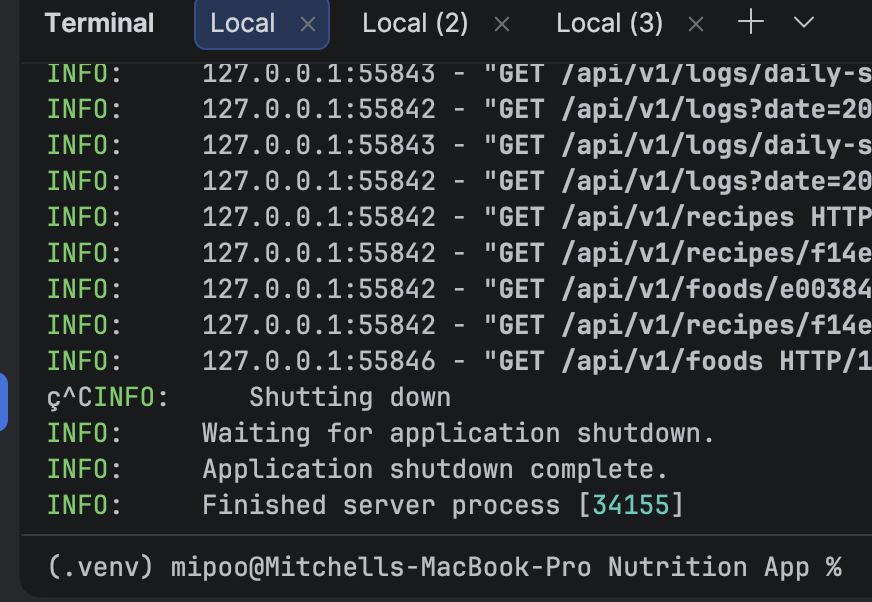 Terminal Local × Local (2) × Local (3) ×
INFO: 127.0.0.1:55843 - "GET /api/v1/logs/daily-s
INFO: 127.0.0.1:55842 - "GET /api/v1/logs?date=20
INFO: 127.0.0.1:55843 - "GET /api/v1/logs/daily-s
INFO: 127.0.0.1:55842 - "GET /api/v1/logs?date=20
INFO: 127.0.0.1:55842 - "GET /api/v1/recipes HTTP
INFO: 127.0.0.1:55842 - "GET /api/v1/recipes/f14e
INFO: 127.0.0.1:55842 - "GET /api/v1/foods/e00384
INFO: 127.0.0.1:55842 - "GET /api/v1/recipes/f14e
INFO: 127.0.0.1:55846 - "GET /api/v1/foods HTTP/1
ç^CINFO: Shutting down
INFO: Waiting for application shutdown.
INFO: Application shutdown complete.
INFO: Finished server process [34155]
(.venv) mipoo@Mitchells-MacBook-Pro Nutrition App %